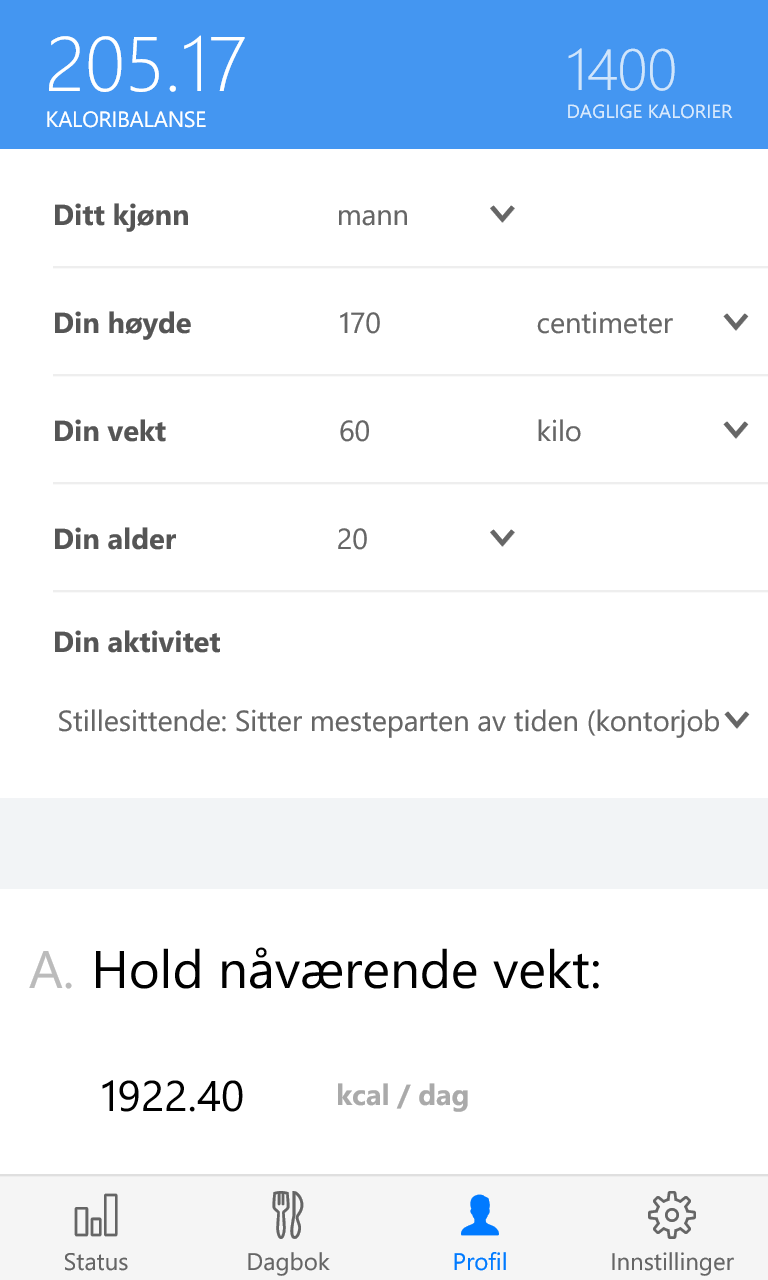 205.17
KALORIBALANSE
1400
DAGLIGE KALORIER
Ditt kjønn mann
Din høyde 170 centimeter
Din vekt 60 kilo
Din alder 20
Din aktivitet
Stillesittende: Sitter mesteparten av tiden (kontorjob
A. Hold nåværende vekt:
1922.40 kcal / dag
Status Dagbok Profil Innstillinger